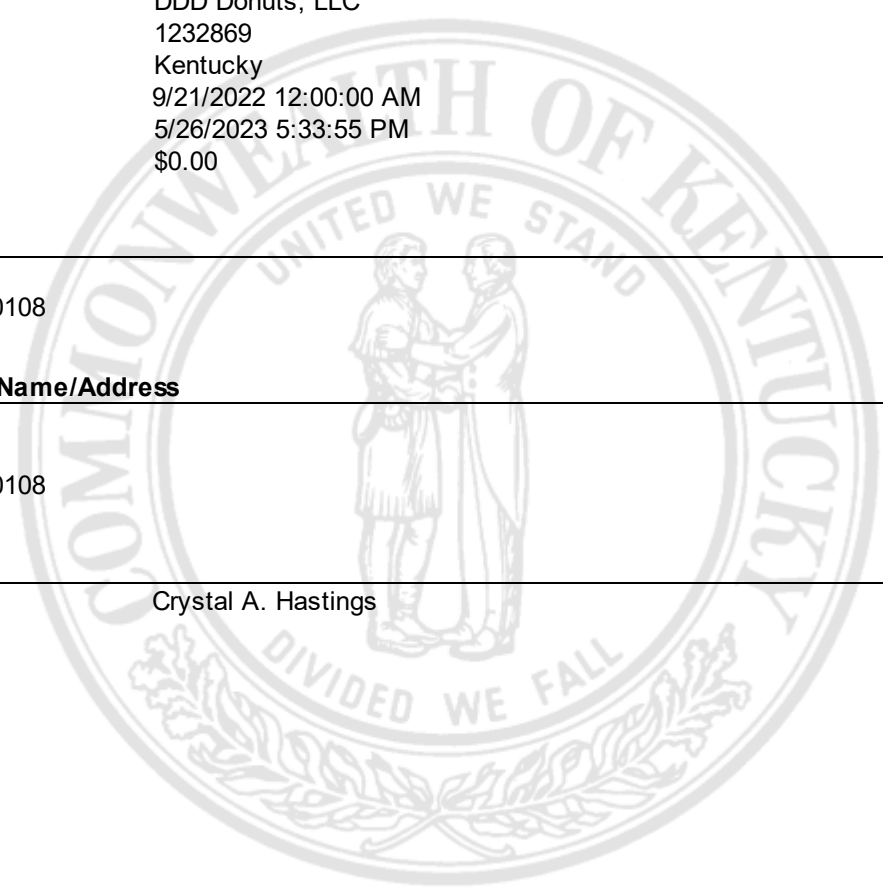 DDD Donuts, LLC
1232869
Kentucky
9/21/2022 12:00:00 AM
5/26/2023 5:33:55 PM
$0.00
0108
Name/Address
0108
Crystal A. Hastings
COMMONWEALTH OF KENTUCKY
UNITED WE STAND
DIVIDED WE FALL